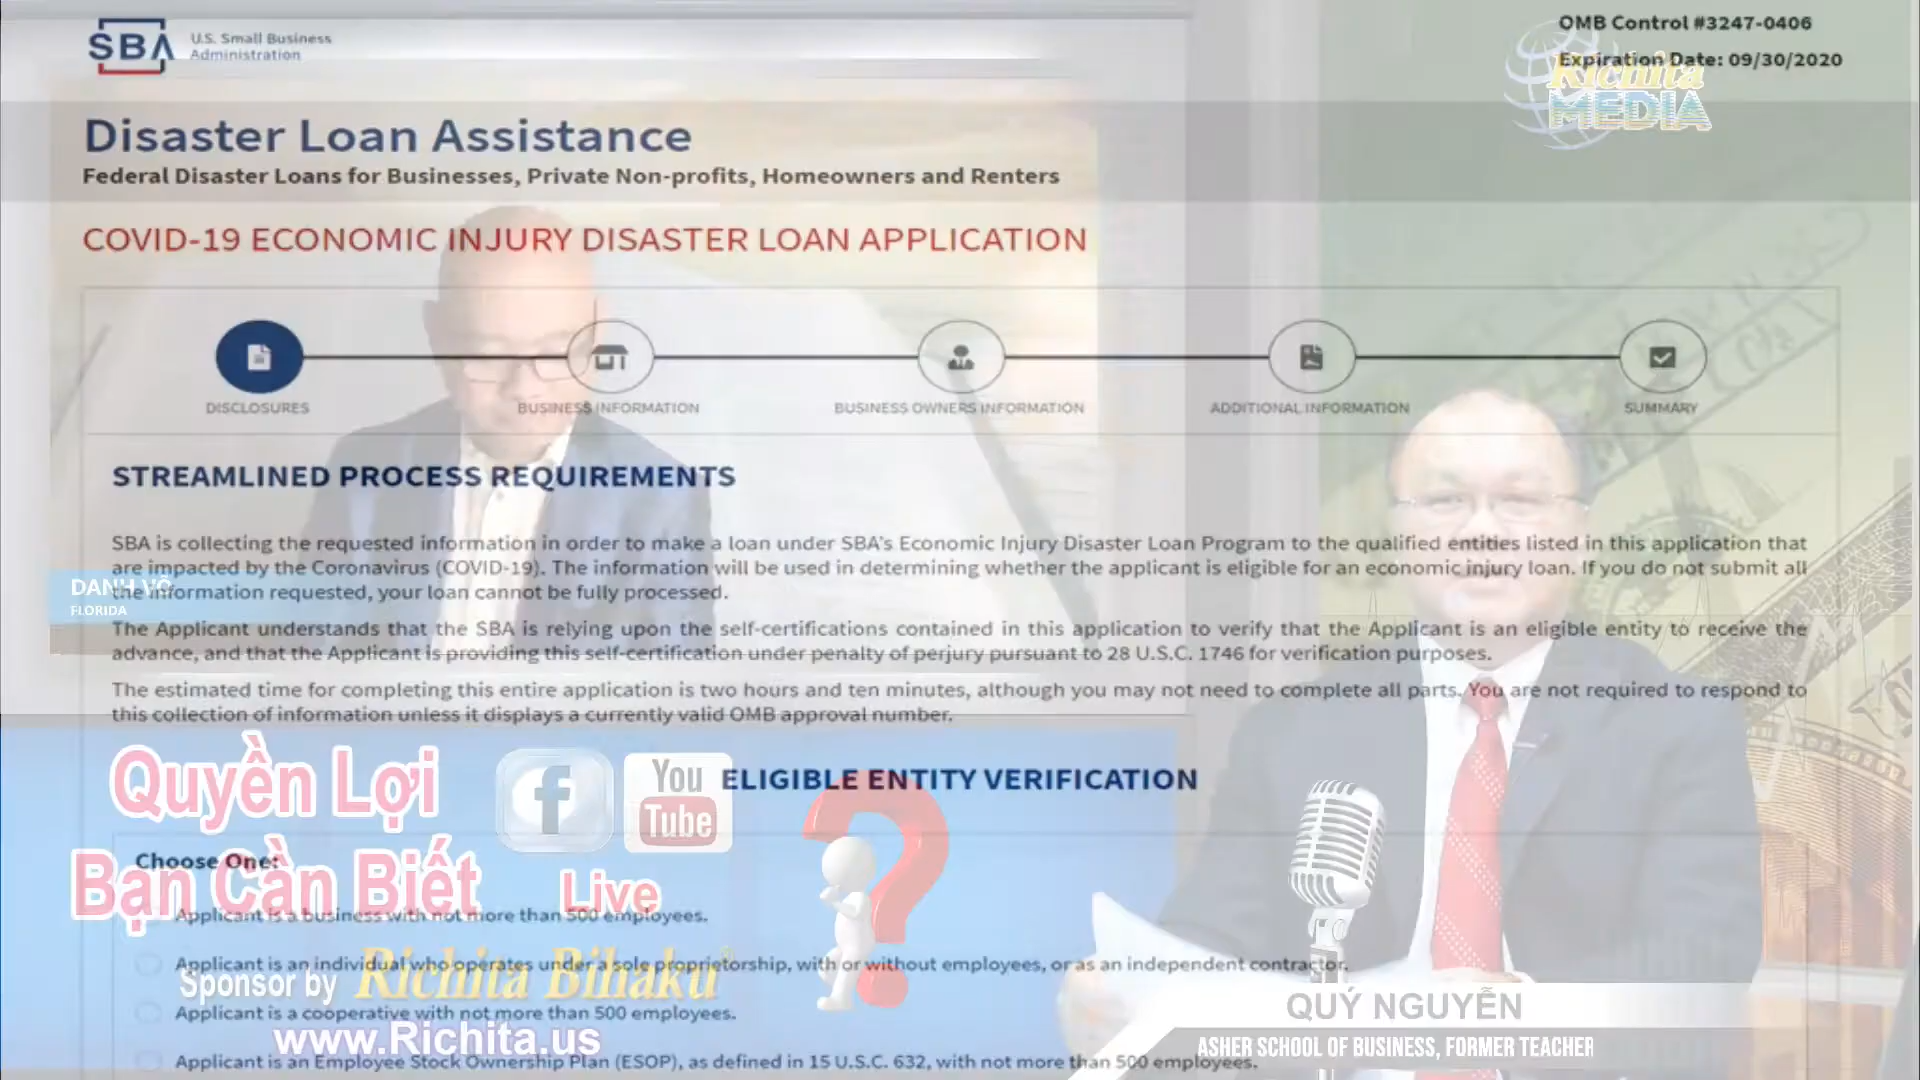 SBA
U.S. Small Business
Administration
OMB Control #3247-0406
Expiration Date: 09/30/2020
Richita
MEDIA
Disaster Loan Assistance
Federal Disaster Loans for Businesses, Private Non-profits, Homeowners and Renters
COVID-19 ECONOMIC INJURY DISASTER LOAN APPLICATION
DISCLOSURES
BUSINESS INFORMATION
BUSINESS OWNERS INFORMATION
ADDITIONAL INFORMATION
SUMMARY
STREAMLINED PROCESS REQUIREMENTS
SBA is collecting the requested information in order to make a loan under SBA's Economic Injury Disaster Loan Program to the qualified entities listed in this application that
are impacted by the Coronavirus (COVID-19). The information will be used in determining whether the applicant is eligible for an economic injury loan. If you do not submit all
the information requested, your loan cannot be fully processed.
DANH VÕ
FLORIDA
The Applicant understands that the SBA is relying upon the self-certifications contained in this application to verify that the Applicant is an eligible entity to receive the
advance, and that the Applicant is providing this self-certification under penalty of perjury pursuant to 28 U.S.C. 1746 for verification purposes.
The estimated time for completing this entire application is two hours and ten minutes, although you may not need to complete all parts. You are not required to respond to
this collection of information unless it displays a currently valid OMB approval number.
Quyền Lợi
Bạn Cần Biết
f
You
Tube
Live
ELIGIBLE ENTITY VERIFICATION
Choose One:
Applicant is a business with not more than 500 employees.
Applicant is an individual who operates under a sole proprietorship, with or without employees, or as an independent contractor.
Sponsor by Richita Bihaku
Applicant is a cooperative with not more than 500 employees.
www.Richita.us
Applicant is an Employee Stock Ownership Plan (ESOP), as defined in 15 U.S.C. 632, with not more than 500 employees.
QUÝ NGUYỄN
ASHER SCHOOL OF BUSINESS, FORMER TEACHER